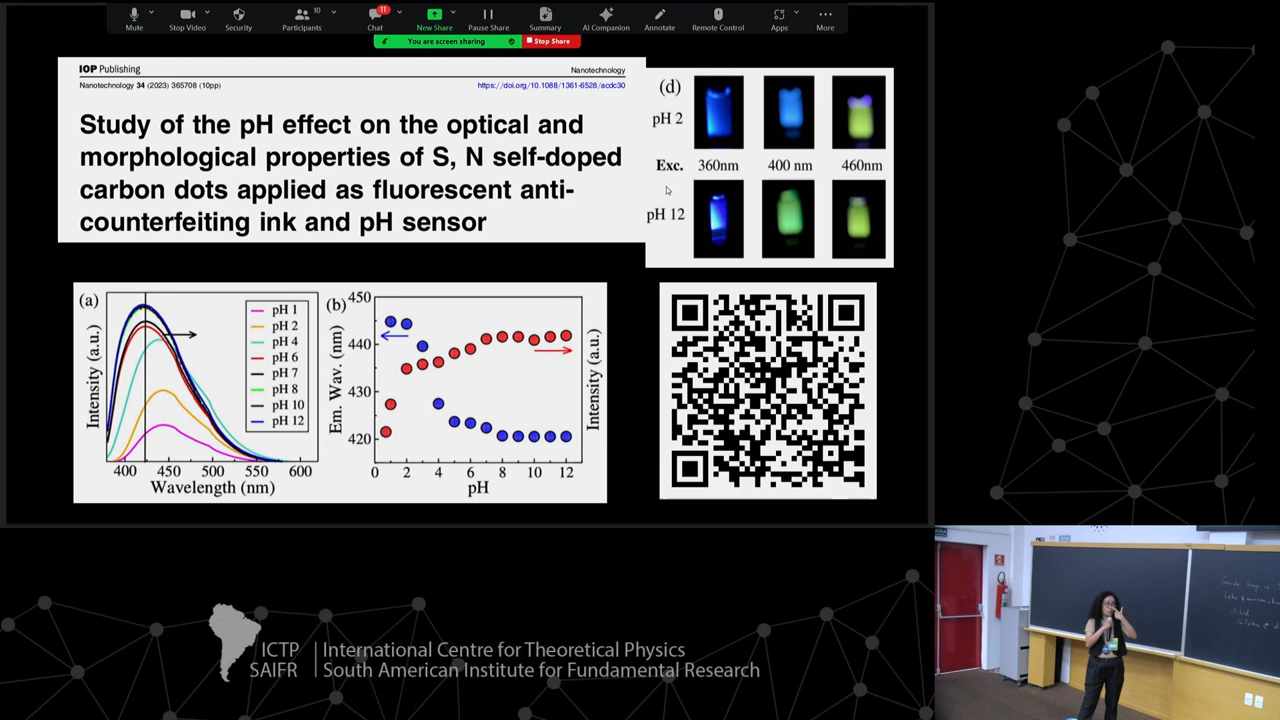 10
11
Mute
Stop Video
Security
Participants
Chat
New Share
Pause Share
Summary
AI Companion
Annotate
Remote Control
Apps
More
You are screen sharing
Stop Share
IOP Publishing
Nanotechnology
Nanotechnology 34 (2023) 365708 (10pp)
https://doi.org/10.1088/1361-6528/acdc30
Study of the pH effect on the optical and
morphological properties of S, N self-doped
carbon dots applied as fluorescent anti-
counterfeiting ink and pH sensor
(d)
pH 2
Exc. 360nm 400 nm 460nm
pH 12
(a)
Intensity (a.u.)
pH 1
pH 2
pH 4
pH 6
pH 7
pH 8
pH 10
pH 12
400 450 500 550 600
Wavelength (nm)
(b)
Em. Wav. (nm)
450
440
430
420
Intensity (a.u.)
0 2 4 6 8 10 12
pH
ICTP
SAIFR
International Centre for Theoretical Physics
South American Institute for Fundamental Research